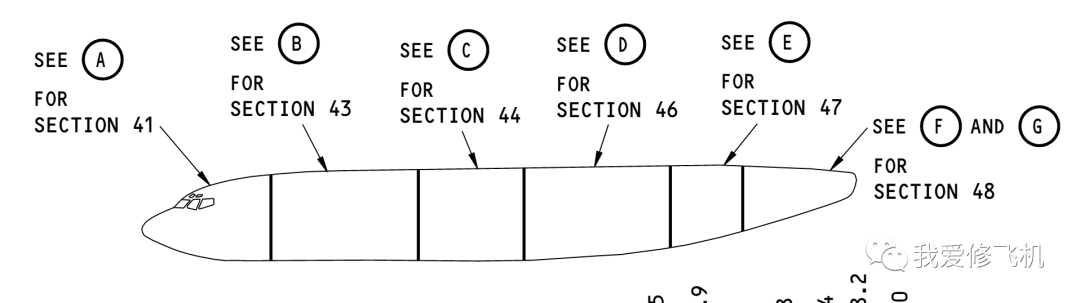 SEE A
FOR
SECTION 41
SEE B
FOR
SECTION 43
SEE C
FOR
SECTION 44
SEE D
FOR
SECTION 46
SEE E
FOR
SECTION 47
SEE F AND G
FOR
SECTION 48
我爱修飞机